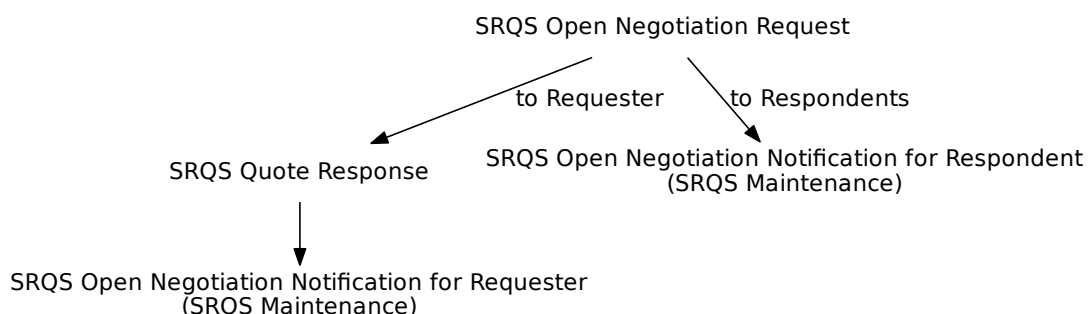 SRQS Open Negotiation Request
to Requester
to Respondents
SRQS Quote Response
SRQS Open Negotiation Notification for Respondent
(SRQS Maintenance)
SRQS Open Negotiation Notification for Requester
(SRQS Maintenance)